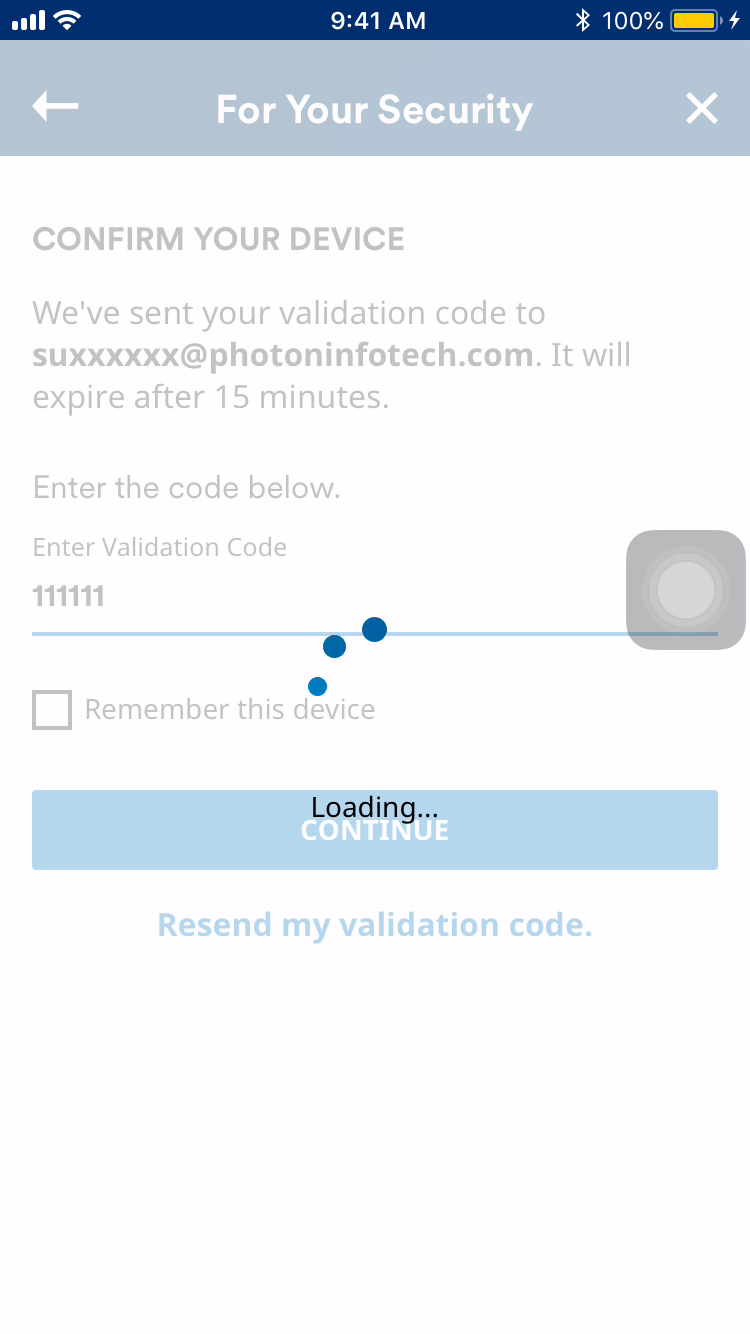 9:41 AM
100%
For Your Security
CONFIRM YOUR DEVICE
We've sent your validation code to
suxxxxxx@photoninfotech.com. It will
expire after 15 minutes.
Enter the code below.
Enter Validation Code
111111
Remember this device
Loading...
CONTINUE
Resend my validation code.